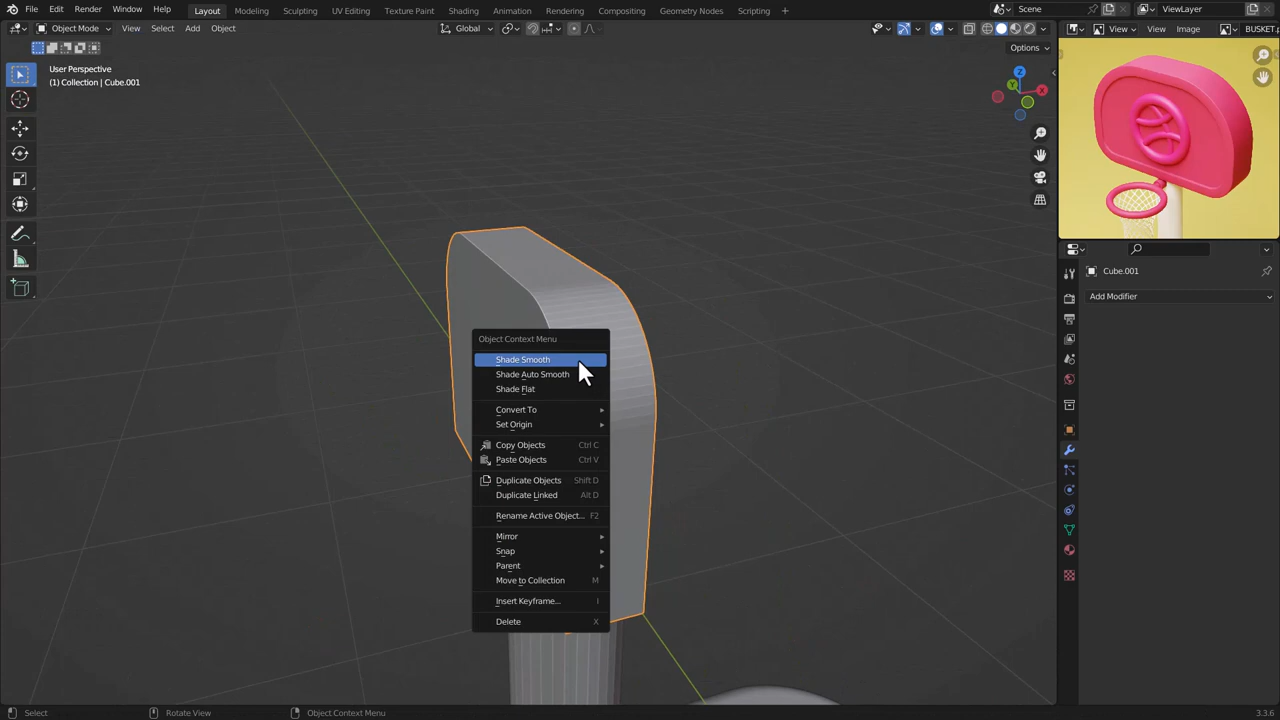 File Edit Render Window Help Layout Modeling Sculpting UV Editing Texture Paint Shading Animation Rendering Compositing Geometry Nodes Scripting + Scene ViewLayer
Object Mode View Select Add Object Global View View Image BUSKET.p
Options
User Perspective
(1) Collection | Cube.001
Z
Y
X
Cube.001
Add Modifier
Object Context Menu
Shade Smooth
Shade Auto Smooth
Shade Flat
Convert To
Set Origin
Copy Objects Ctrl C
Paste Objects Ctrl V
Duplicate Objects Shift D
Duplicate Linked Alt D
Rename Active Object... F2
Mirror
Snap
Parent
Move to Collection M
Insert Keyframe... I
Delete X
Select Rotate View Object Context Menu 3.3.6